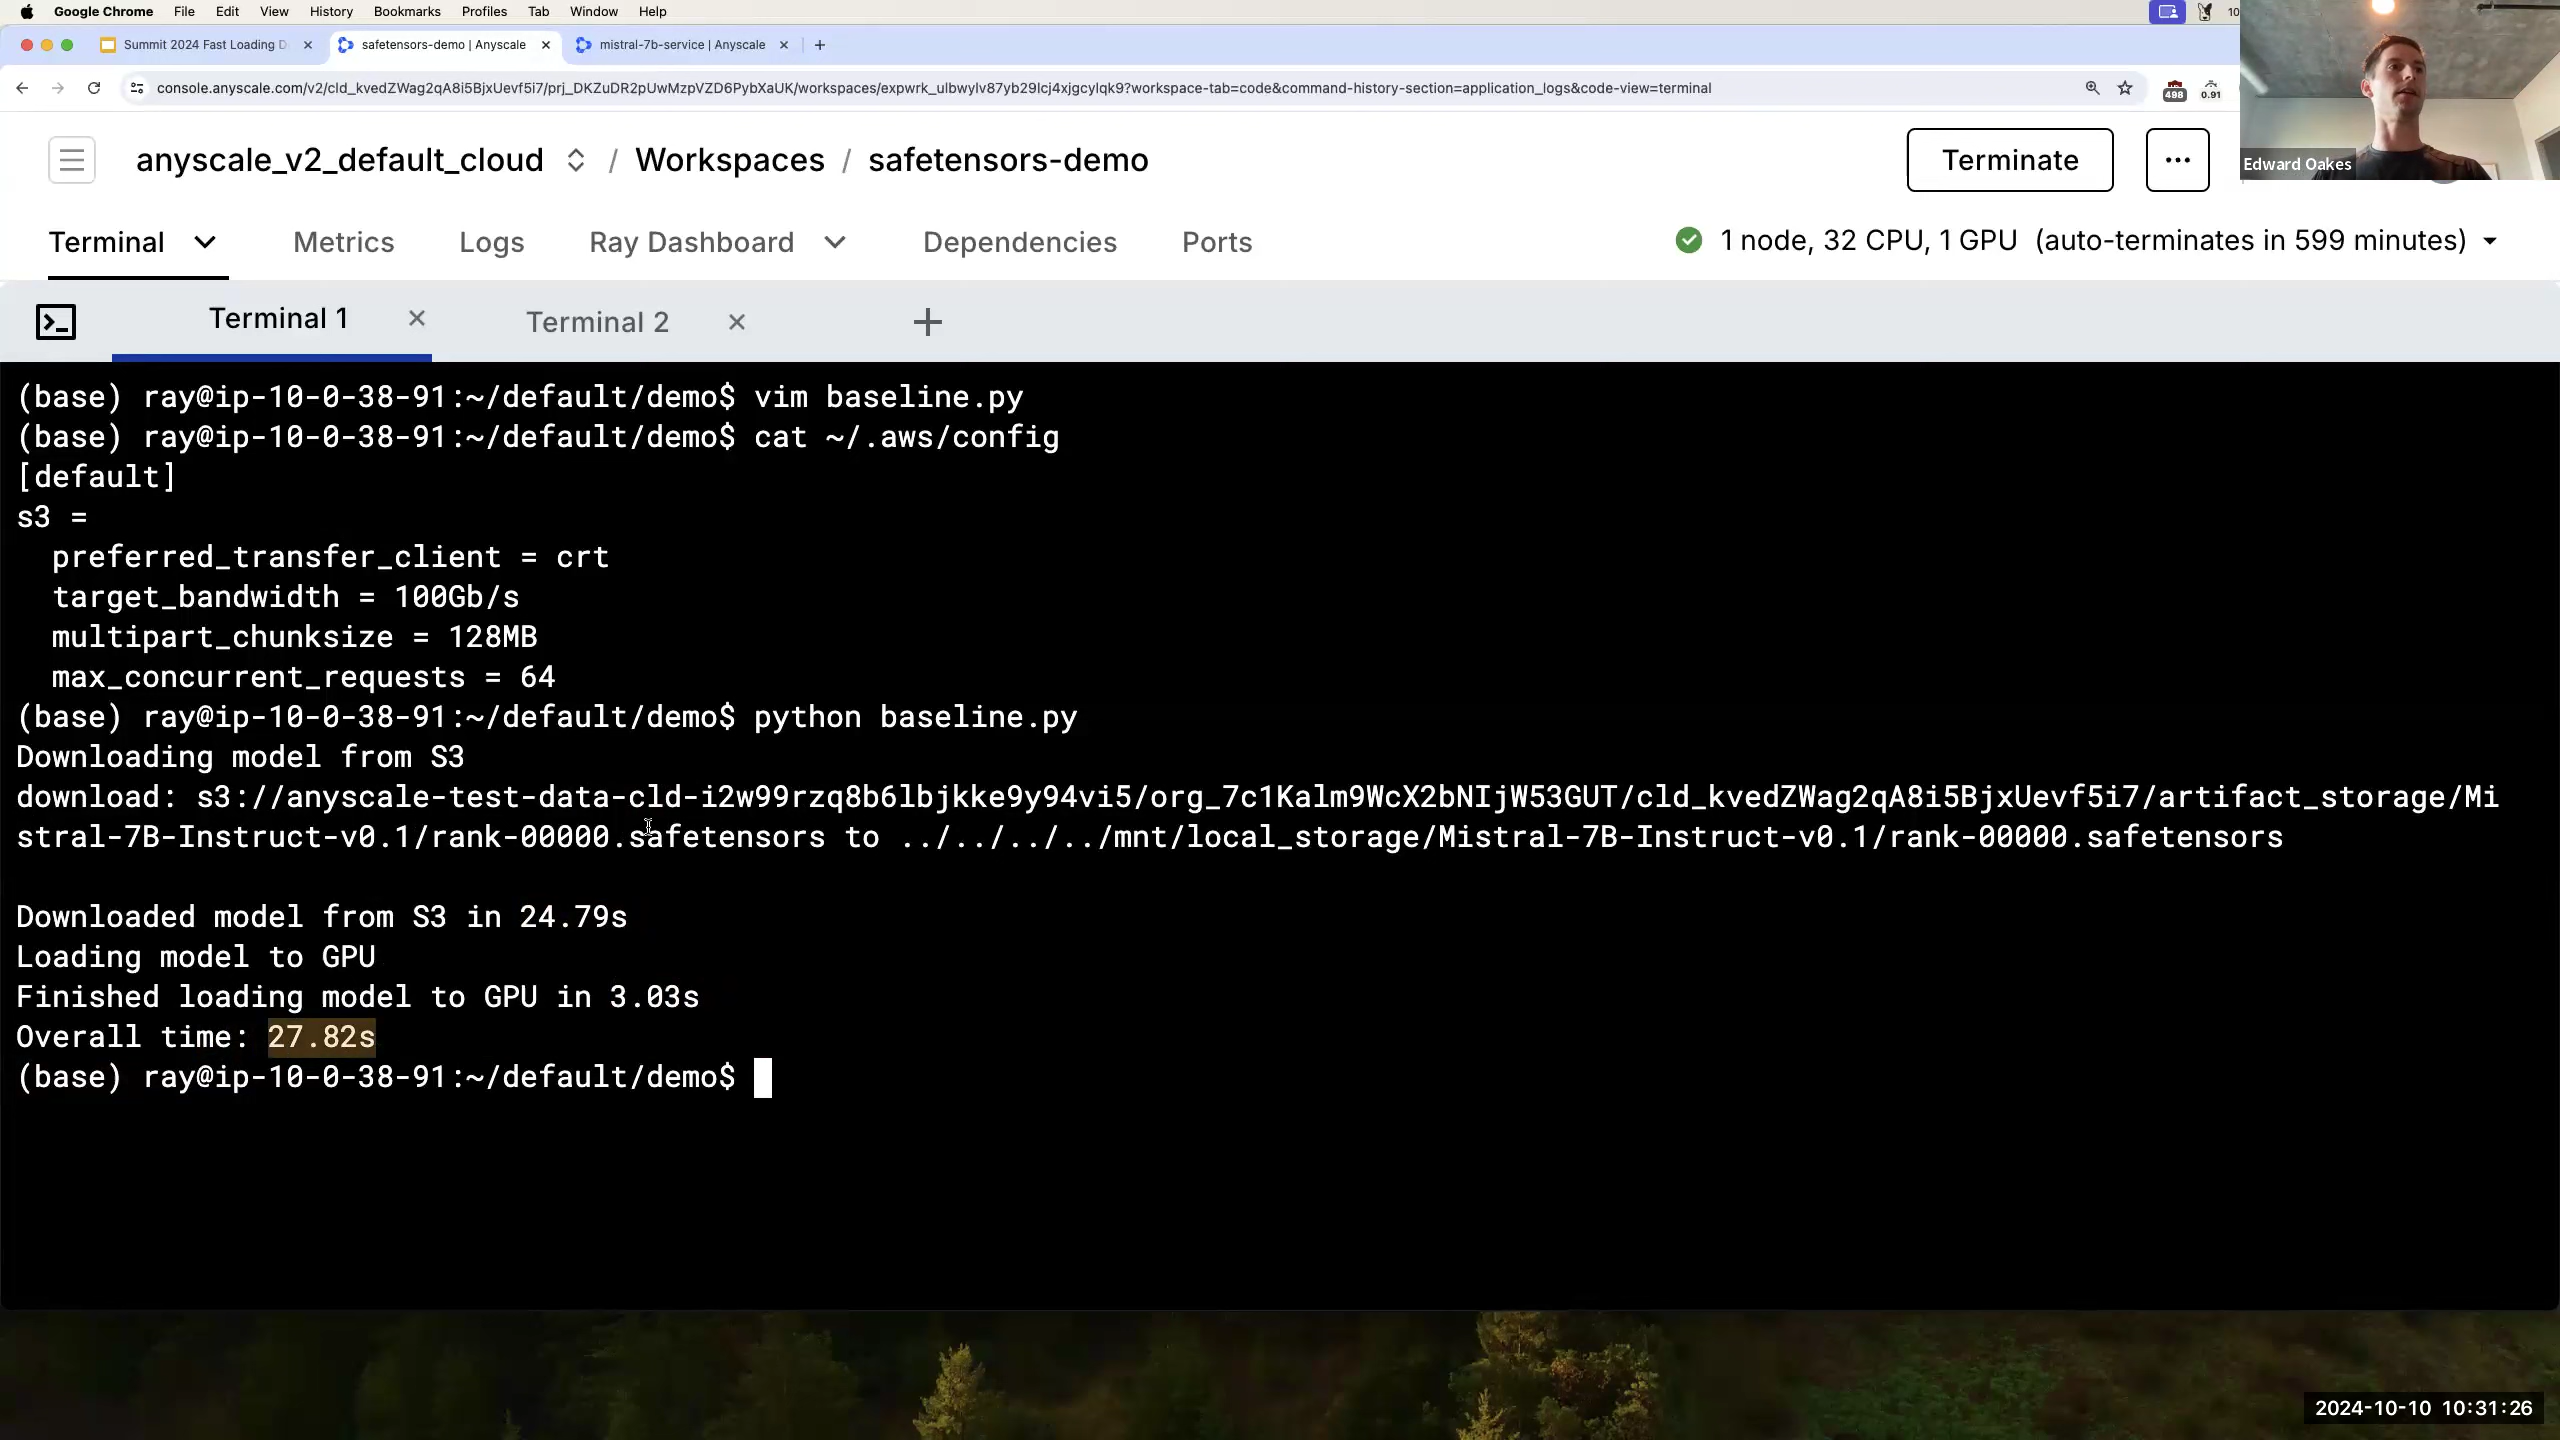 Google Chrome File Edit View History Bookmarks Profiles Tab Window Help 10
Summit 2024 Fast Loading D
safetensors-demo | Anyscale
mistral-7b-service | Anyscale
console.anyscale.com/v2/cld_kvedZWag2qA8i5BjxUevf5i7/prj_DKZuDR2pUwMzpVZD6PybXaUK/workspaces/expwrk_ulbwylv87yb29lcj4xjgcylqk9?workspace-tab=code&command-history-section=application_logs&code-view=terminal
498
0.91
anyscale_v2_default_cloud / Workspaces / safetensors-demo
Terminate
Edward Oakes
Terminal Metrics Logs Ray Dashboard Dependencies Ports
1 node, 32 CPU, 1 GPU (auto-terminates in 599 minutes)
Terminal 1 Terminal 2
(base) ray@ip-10-0-38-91:~/default/demo$ vim baseline.py
(base) ray@ip-10-0-38-91:~/default/demo$ cat ~/.aws/config
[default]
s3 =
preferred_transfer_client = crt
target_bandwidth = 100Gb/s
multipart_chunksize = 128MB
max_concurrent_requests = 64
(base) ray@ip-10-0-38-91:~/default/demo$ python baseline.py
Downloading model from S3
download: s3://anyscale-test-data-cld-i2w99rzq8b6lbjkke9y94vi5/org_7c1Kalm9WcX2bNIjW53GUT/cld_kvedZWag2qA8i5BjxUevf5i7/artifact_storage/Mi
stral-7B-Instruct-v0.1/rank-00000.safetensors to ../../../../mnt/local_storage/Mistral-7B-Instruct-v0.1/rank-00000.safetensors
Downloaded model from S3 in 24.79s
Loading model to GPU
Finished loading model to GPU in 3.03s
Overall time: 27.82s
(base) ray@ip-10-0-38-91:~/default/demo$
2024-10-10 10:31:26